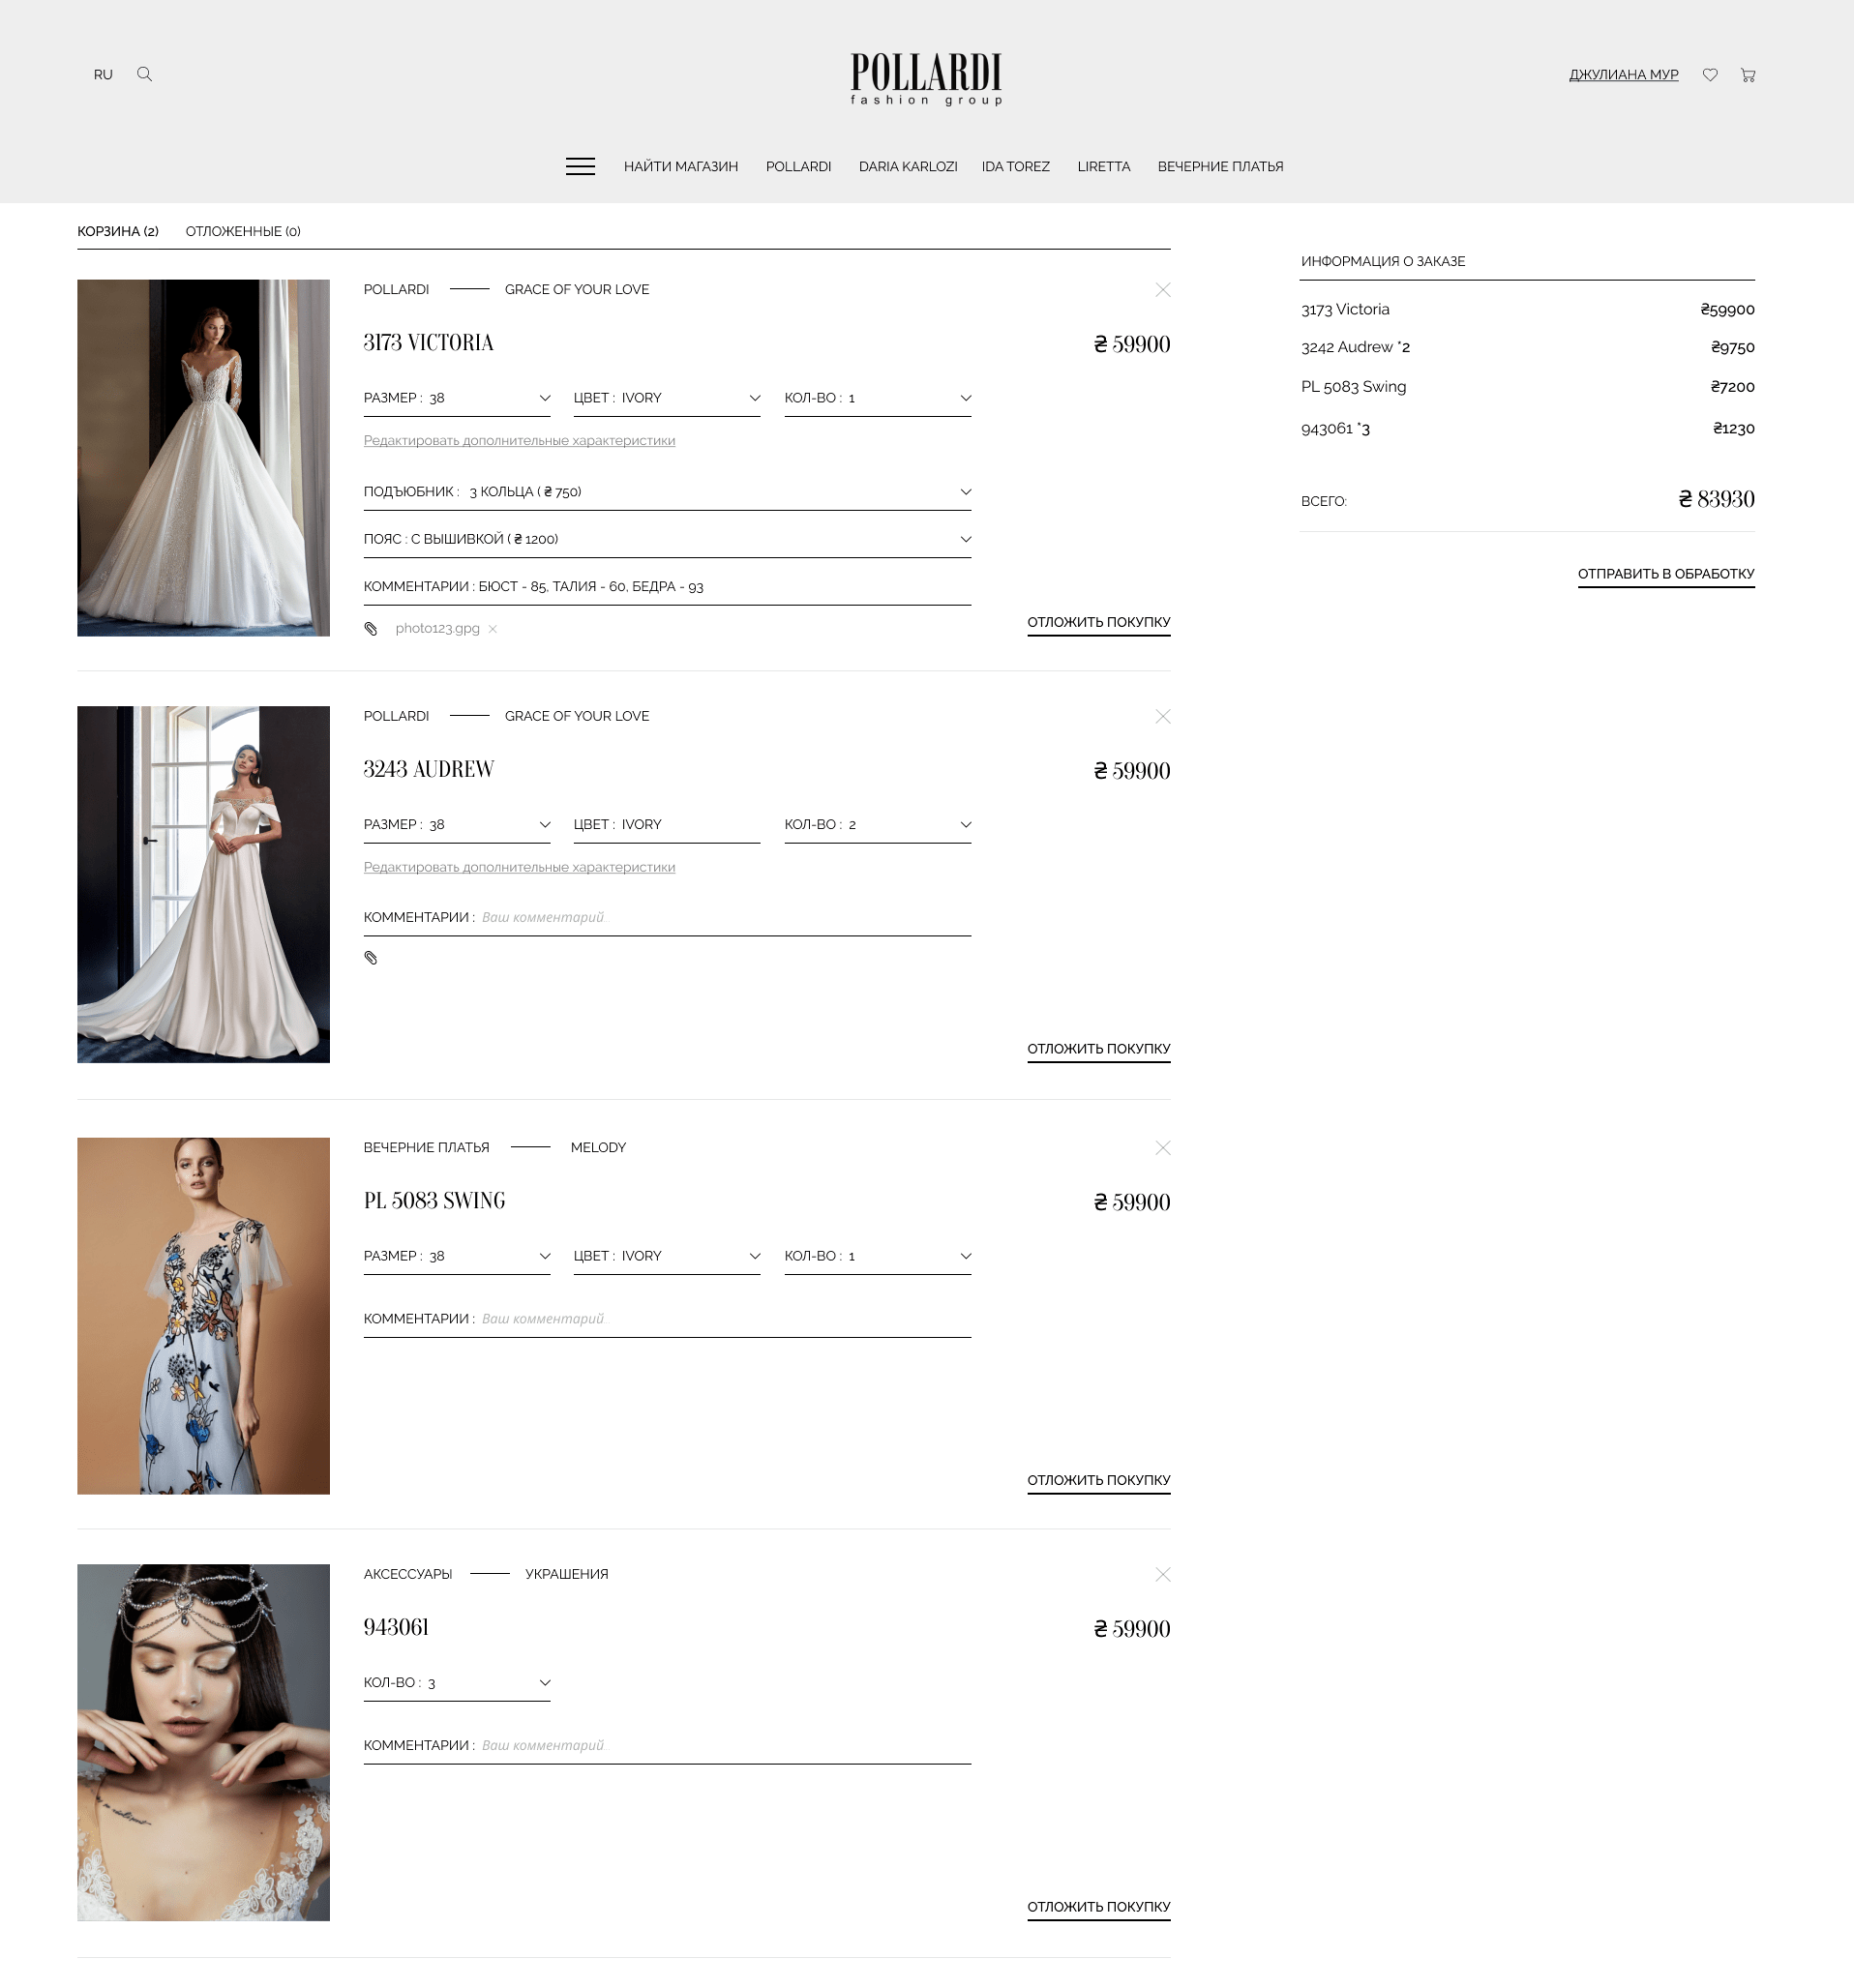 RU
POLLARDI
fashion group
ДЖУЛИАНА МУР
НАЙТИ МАГАЗИН POLLARDI DARIA KARLOZI IDA TOREZ LIRETTA ВЕЧЕРНИЕ ПЛАТЬЯ
КОРЗИНА (2) ОТЛОЖЕННЫЕ (0)
POLLARDI GRACE OF YOUR LOVE
3173 VICTORIA
₴ 59900
РАЗМЕР : 38 ЦВЕТ : IVORY КОЛ-ВО : 1
Редактировать дополнительные характеристики
ПОДЪЮБНИК : 3 КОЛЬЦА ( ₴ 750)
ПОЯС : С ВЫШИВКОЙ ( ₴ 1200)
КОММЕНТАРИИ : БЮСТ - 85, ТАЛИЯ - 60, БЕДРА - 93
photo123.gpg
ОТЛОЖИТЬ ПОКУПКУ
POLLARDI GRACE OF YOUR LOVE
3243 AUDREW
₴ 59900
РАЗМЕР : 38 ЦВЕТ : IVORY КОЛ-ВО : 2
Редактировать дополнительные характеристики
КОММЕНТАРИИ : Ваш комментарий
ОТЛОЖИТЬ ПОКУПКУ
ВЕЧЕРНИЕ ПЛАТЬЯ MELODY
PL 5083 SWING
₴ 59900
РАЗМЕР : 38 ЦВЕТ : IVORY КОЛ-ВО : 1
КОММЕНТАРИИ : Ваш комментарий
ОТЛОЖИТЬ ПОКУПКУ
АКСЕССУАРЫ УКРАШЕНИЯ
943061
₴ 59900
КОЛ-ВО : 3
КОММЕНТАРИИ : Ваш комментарий
ОТЛОЖИТЬ ПОКУПКУ
ИНФОРМАЦИЯ О ЗАКАЗЕ
3173 Victoria ₴59900
3242 Audrew *2 ₴9750
PL 5083 Swing ₴7200
943061 *3 ₴1230
ВСЕГО: ₴ 83930
ОТПРАВИТЬ В ОБРАБОТКУ